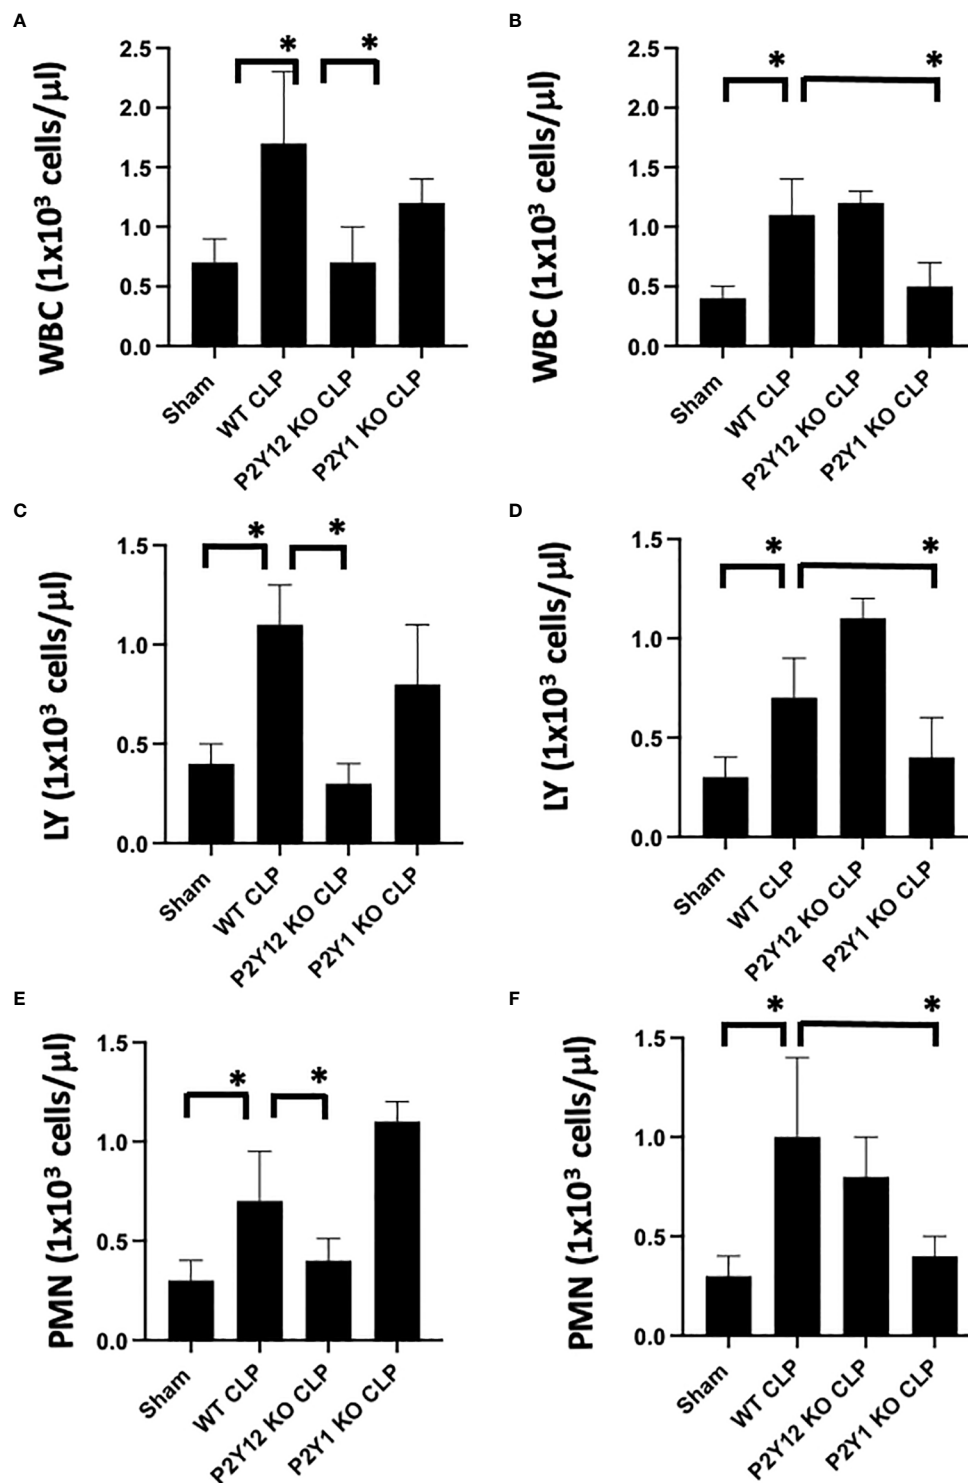 A
WBC (1x10³ cells/μl)
2.5
2.0
1.5
1.0
0.5
0.0
* *
Sham
WT CLP
P2Y12 KO CLP
P2Y1 KO CLP
B
WBC (1x10³ cells/μl)
2.5
2.0
1.5
1.0
0.5
0.0
* *
Sham
WT CLP
P2Y12 KO CLP
P2Y1 KO CLP
C
LY (1x10³ cells/μl)
1.5
1.0
0.5
0.0
* *
Sham
WT CLP
P2Y12 KO CLP
P2Y1 KO CLP
D
LY (1x10³ cells/μl)
1.5
1.0
0.5
0.0
* *
Sham
WT CLP
P2Y12 KO CLP
P2Y1 KO CLP
E
PMN (1x10³ cells/μl)
1.5
1.0
0.5
0.0
* *
Sham
WT CLP
P2Y12 KO CLP
P2Y1 KO CLP
F
PMN (1x10³ cells/μl)
1.5
1.0
0.5
0.0
* *
Sham
WT CLP
P2Y12 KO CLP
P2Y1 KO CLP